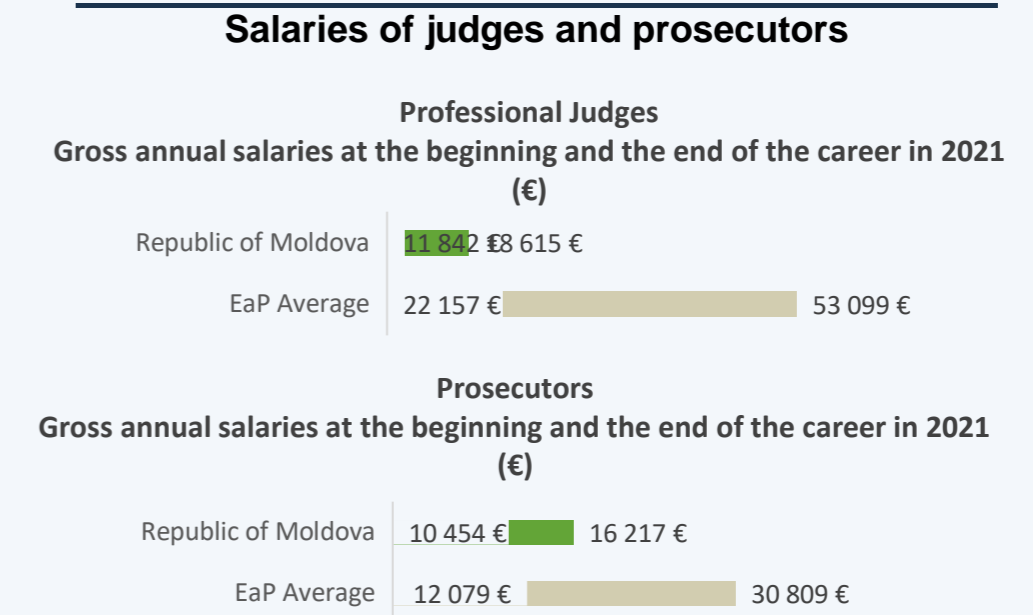 Salaries of judges and prosecutors
Professional Judges
Gross annual salaries at the beginning and the end of the career in 2021
(€)
Republic of Moldova 11 842 € 18 615 €
EaP Average 22 157 € 53 099 €
Prosecutors
Gross annual salaries at the beginning and the end of the career in 2021
(€)
Republic of Moldova 10 454 € 16 217 €
EaP Average 12 079 € 30 809 €